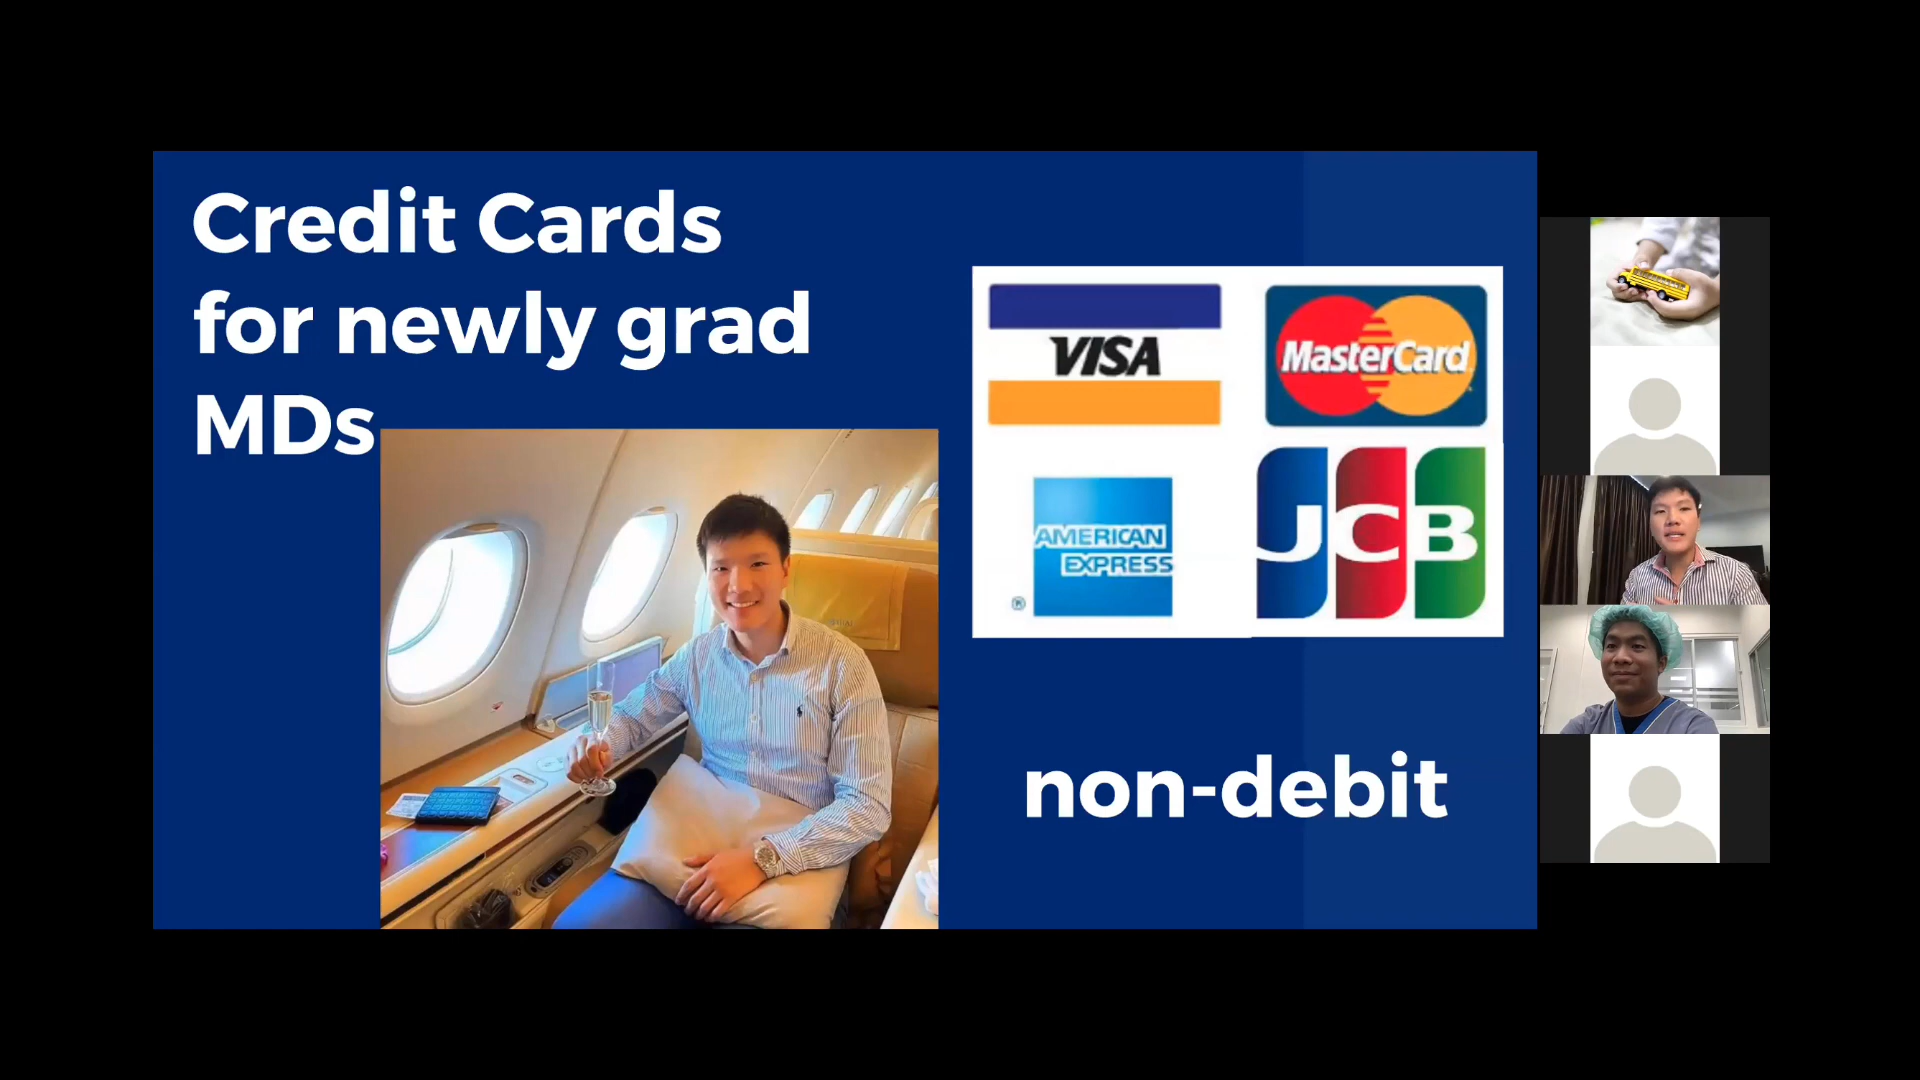 Credit Cards
for newly grad
MDs
VISA
MasterCard
AMERICAN
EXPRESS
®
JCB
non-debit